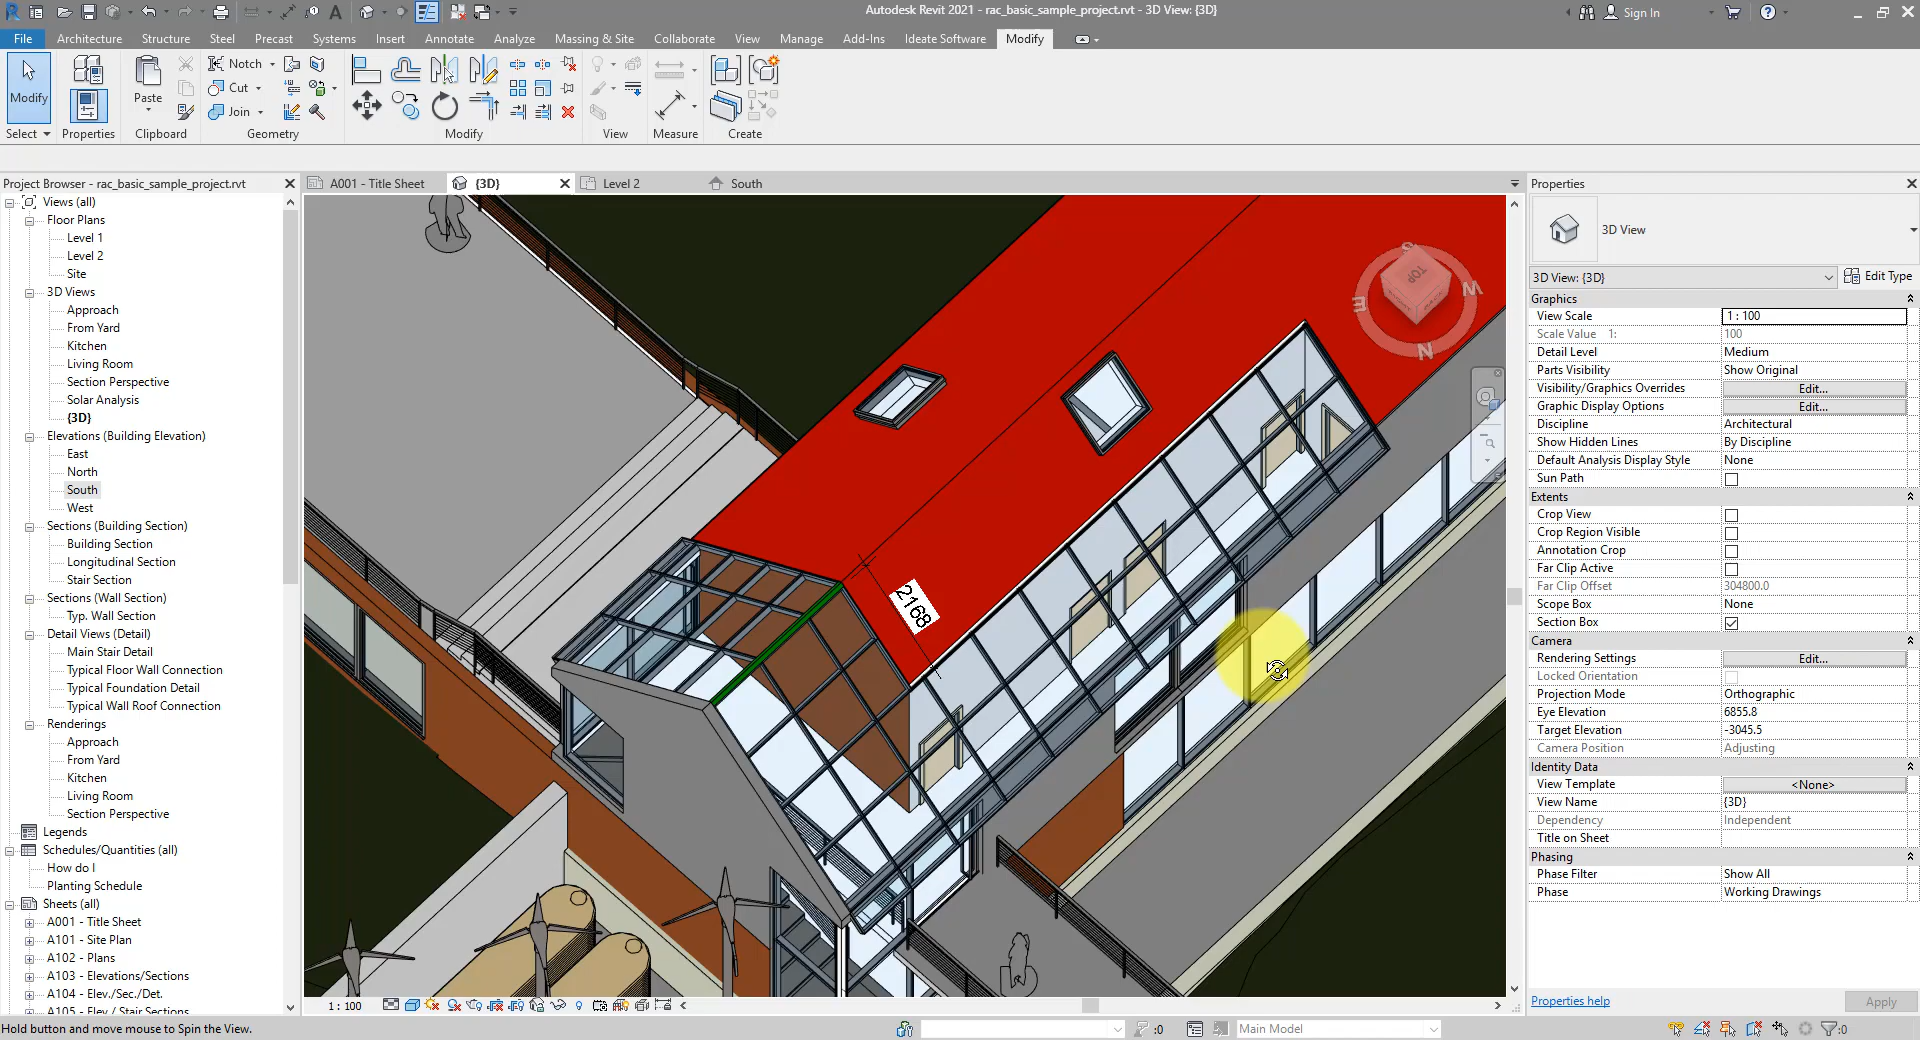 Autodesk Revit 2021 - rac_basic_sample_project.rvt - 3D View: {3D}
Sign In
File Architecture Structure Steel Precast Systems Insert Annotate Analyze Massing & Site Collaborate View Manage Add-Ins Ideate Software Modify
Modify
Paste
Notch
Cut
Join
Select Properties Clipboard Geometry Modify View Measure Create
Project Browser - rac_basic_sample_project.rvt
Views (all)
Floor Plans
Level 1
Level 2
Site
3D Views
Approach
From Yard
Kitchen
Living Room
Section Perspective
Solar Analysis
{3D}
Elevations (Building Elevation)
East
North
South
West
Sections (Building Section)
Building Section
Longitudinal Section
Stair Section
Sections (Wall Section)
Typ. Wall Section
Detail Views (Detail)
Main Stair Detail
Typical Floor Wall Connection
Typical Foundation Detail
Typical Wall Roof Connection
Renderings
Approach
From Yard
Kitchen
Living Room
Section Perspective
Legends
Schedules/Quantities (all)
How do I
Planting Schedule
Sheets (all)
A001 - Title Sheet
A101 - Site Plan
A102 - Plans
A103 - Elevations/Sections
A104 - Elev./Sec./Det.
A105 - Elev./ Stair Sections
A001 - Title Sheet
{3D}
Level 2
South
TOP
S
E
W
N
2168
1 : 100
Properties
3D View
3D View: {3D}
Edit Type
Graphics
View Scale 1 : 100
Scale Value 1: 100
Detail Level Medium
Parts Visibility Show Original
Visibility/Graphics Overrides Edit...
Graphic Display Options Edit...
Discipline Architectural
Show Hidden Lines By Discipline
Default Analysis Display Style None
Sun Path
Extents
Crop View
Crop Region Visible
Annotation Crop
Far Clip Active
Far Clip Offset 304800.0
Scope Box None
Section Box
Camera
Rendering Settings Edit...
Locked Orientation
Projection Mode Orthographic
Eye Elevation 6855.8
Target Elevation -3045.5
Camera Position Adjusting
Identity Data
View Template <None>
View Name {3D}
Dependency Independent
Title on Sheet
Phasing
Phase Filter Show All
Phase Working Drawings
Properties help
Apply
Hold button and move mouse to Spin the View.
:0
Main Model
:0